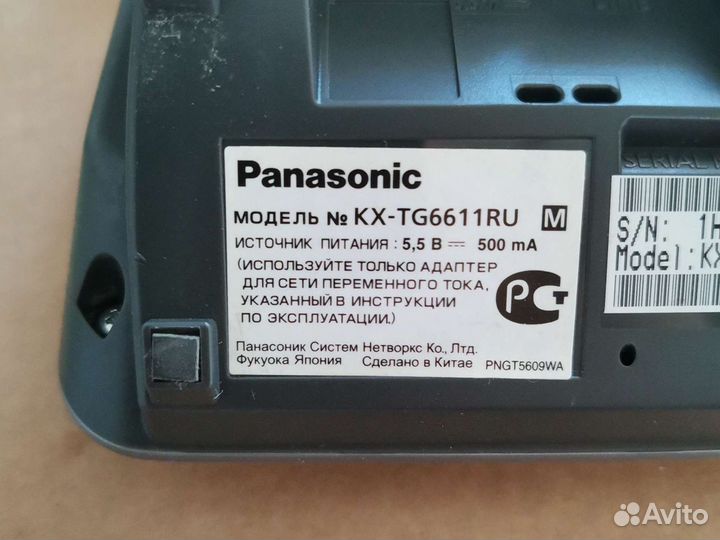 Panasonic
МОДЕЛЬ № KX-TG6611RU M
ИСТОЧНИК ПИТАНИЯ: 5,5 В ⎓ 500 mA
(ИСПОЛЬЗУЙТЕ ТОЛЬКО АДАПТЕР
ДЛЯ СЕТИ ПЕРЕМЕННОГО ТОКА,
УКАЗАННЫЙ В ИНСТРУКЦИИ
ПО ЭКСПЛУАТАЦИИ.)
РСТ
Панасоник Систем Нетворкс Ко., Лтд.
Фукуока Япония Сделано в Китае PNGT5609WA
SERIAL
S/N: 1H
Model:KX
Avito